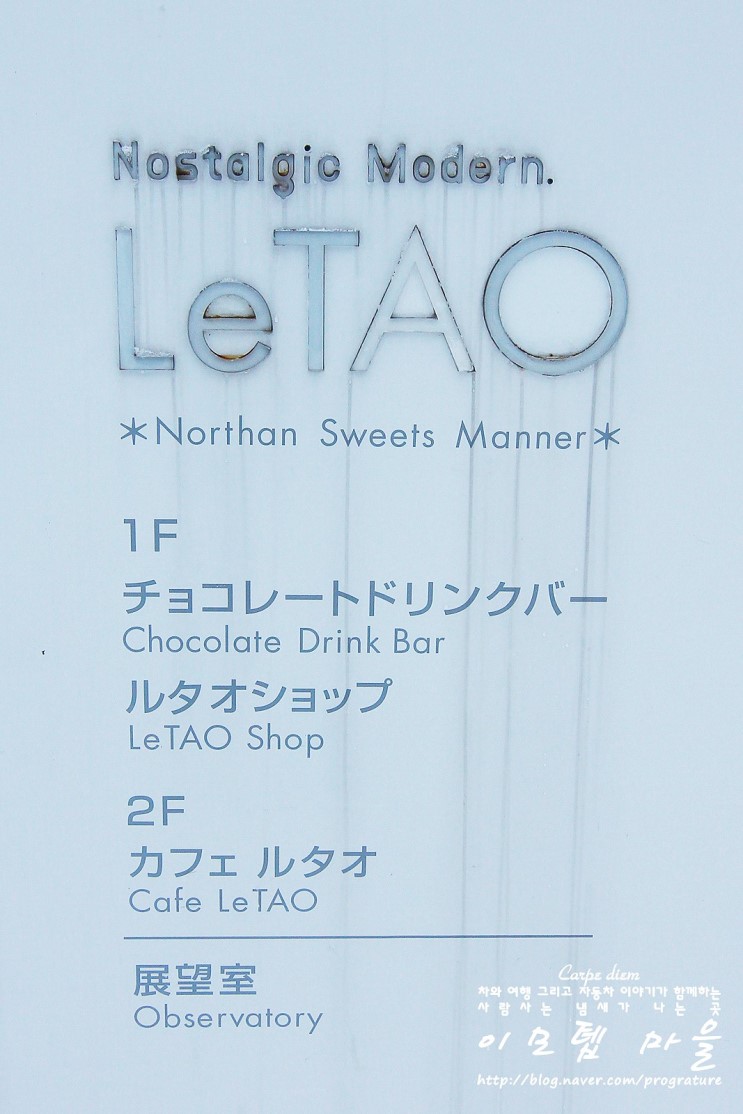 Nostalgic Modern.
LeTAO
*Northan Sweets Manner*
1F
チョコレートドリンクバー
Chocolate Drink Bar
ルタオショップ
LeTAO Shop
2F
カフェ ルタオ
Cafe LeTAO
展望室
Observatory
Carpe diem
차와 여행 그리고 자동차 이야기가 함께하는
사람사는 냄새가 나는 곳
이모텝 마을
http://blog.naver.com/prograture